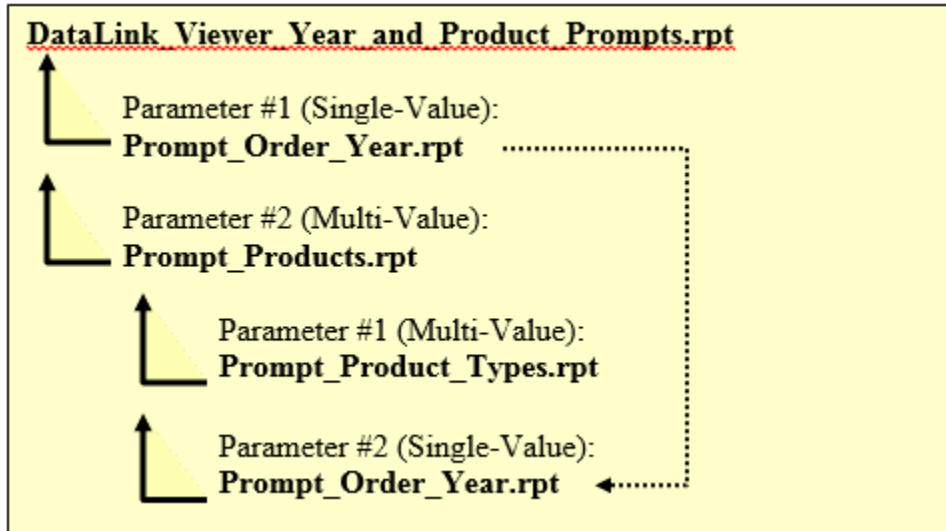 DataLink_Viewer_Year_and_Product_Prompts.rpt
Parameter #1 (Single-Value):
Prompt_Order_Year.rpt
Parameter #2 (Multi-Value):
Prompt_Products.rpt
Parameter #1 (Multi-Value):
Prompt_Product_Types.rpt
Parameter #2 (Single-Value):
Prompt_Order_Year.rpt